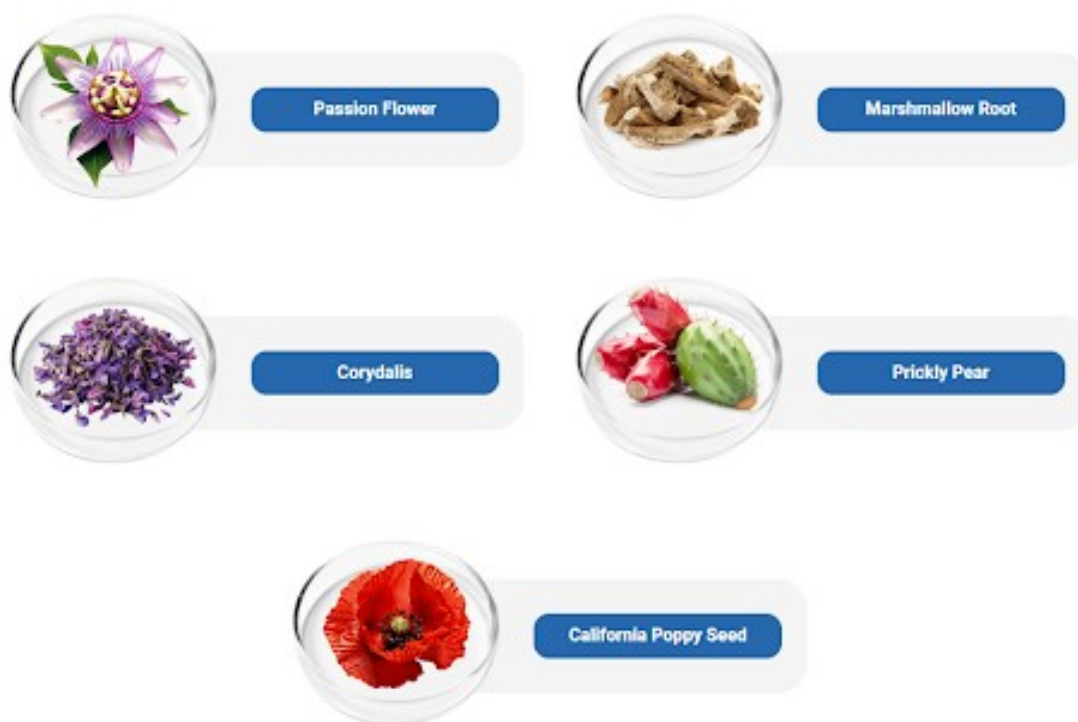 Passion Flower
Marshmallow Root
Corydalis
Prickly Pear
California Poppy Seed